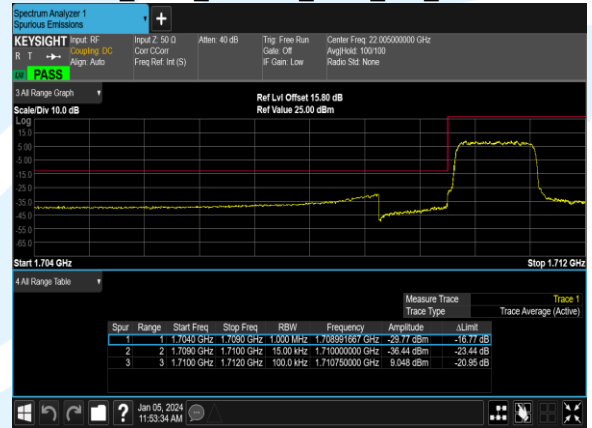 Spectrum Analyzer 1
Spurious Emissions
KEYSIGHT Input: RF Input Z: 50 Ω Atten: 40 dB Trig: Free Run Center Freq: 22.005000000 GHz
R T Coupling: DC Corr CCorr Gate: Off Avg|Hold: 100/100
Align: Auto Freq Ref: Int (S) IF Gain: Low Radio Std: None
PASS
3 All Range Graph
Ref Lvl Offset 15.80 dB
Scale/Div 10.0 dB Ref Value 25.00 dBm
Log
15.0
5.00
-5.00
-15.0
-25.0
-35.0
-45.0
-55.0
-65.0
Start 1.704 GHz Stop 1.712 GHz
4 All Range Table
Measure Trace Trace 1
Trace Type Trace Average (Active)
Spur Range Start Freq Stop Freq RBW Frequency Amplitude ΔLimit
1 1 1.7040 GHz 1.7090 GHz 1.000 MHz 1.708991667 GHz -29.77 dBm -16.77 dB
2 2 1.7090 GHz 1.7100 GHz 15.00 kHz 1.710000000 GHz -36.44 dBm -23.44 dB
3 3 1.7100 GHz 1.7120 GHz 100.0 kHz 1.710750000 GHz 9.048 dBm -20.95 dB
? Jan 05, 2024
11:53:34 AM